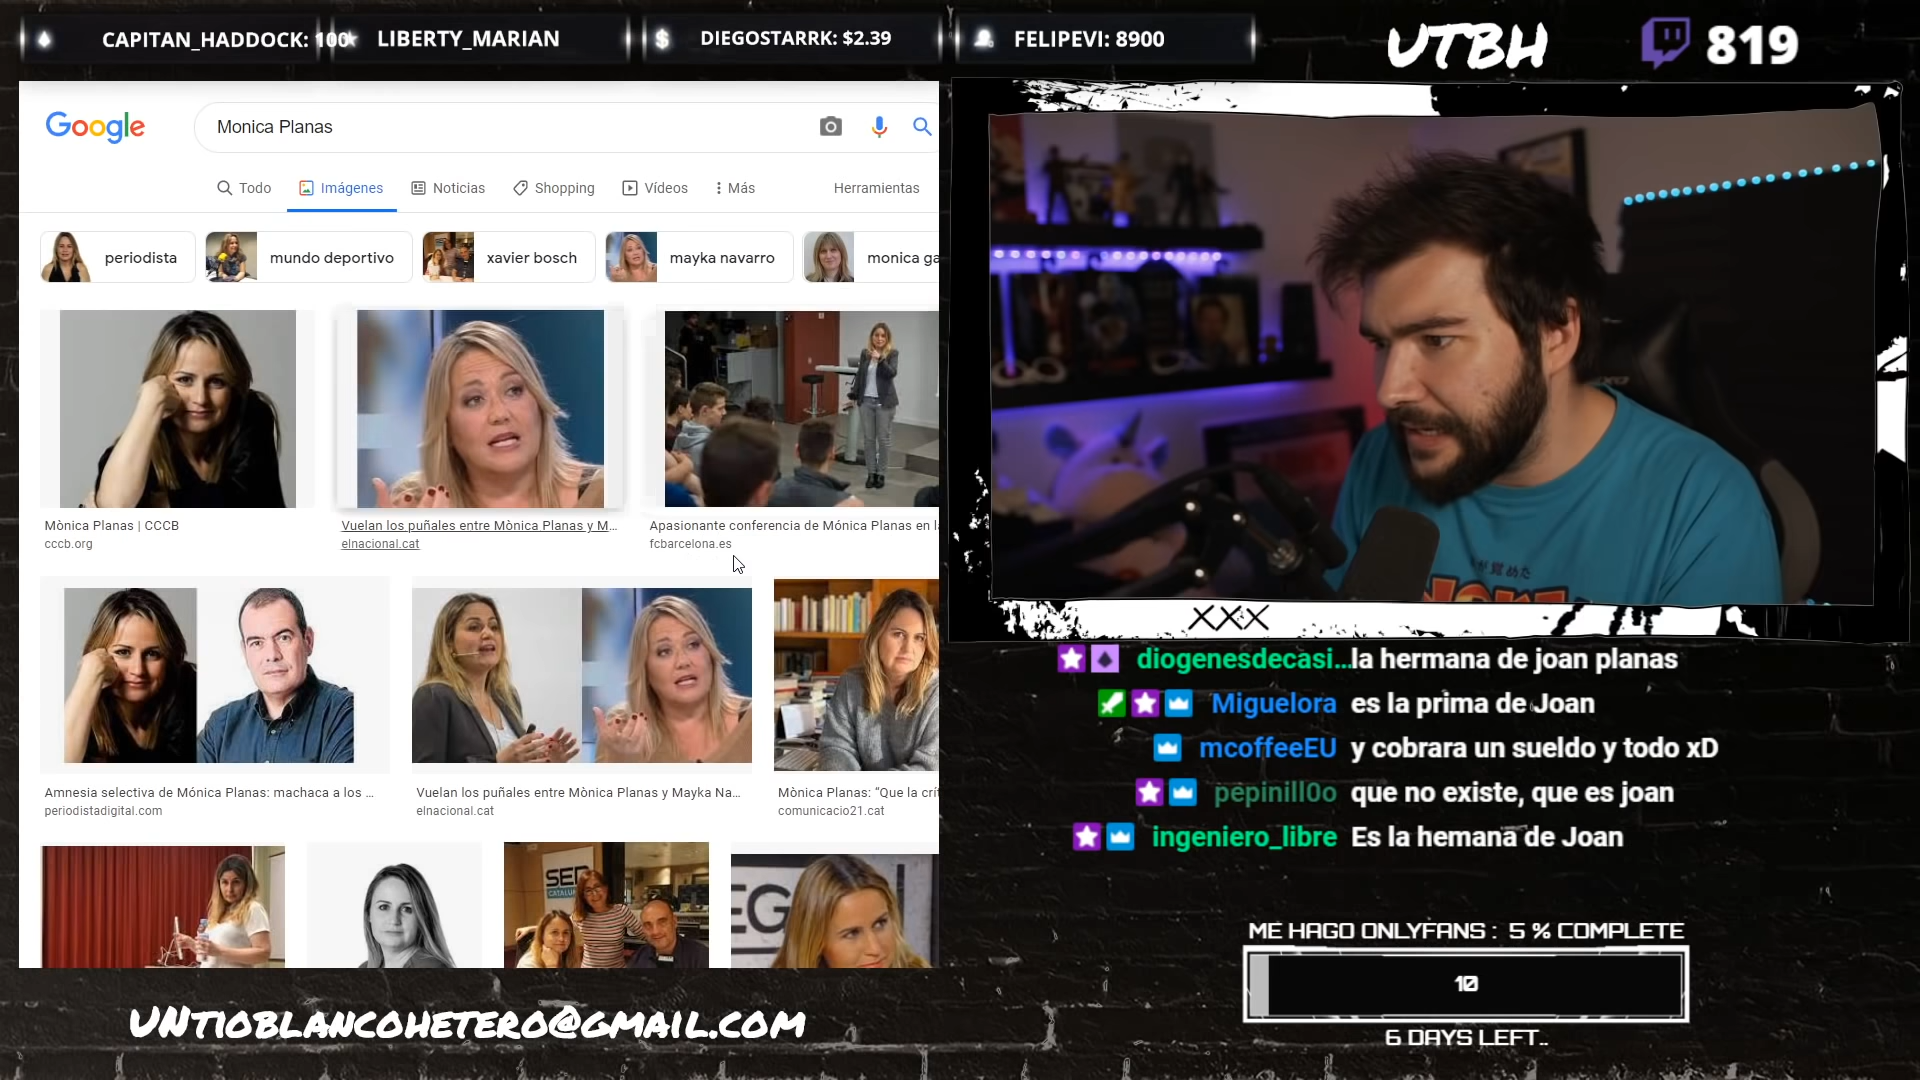 CAPITAN_HADDOCK: 100
LIBERTY_MARIAN
$ DIEGOSTARRK: $2.39
FELIPEVI: 8900
UTBH
819
Google
Monica Planas
Todo
Imágenes
Noticias
Shopping
Vídeos
Más
Herramientas
periodista
mundo deportivo
xavier bosch
mayka navarro
monica ga
Mònica Planas | CCCB
cccb.org
Vuelan los puñales entre Mònica Planas y M...
elnacional.cat
Apasionante conferencia de Mónica Planas en l
fcbarcelona.es
Amnesia selectiva de Mónica Planas: machaca a los ...
periodistadigital.com
Vuelan los puñales entre Mònica Planas y Mayka Na...
elnacional.cat
Mònica Planas: “Que la crí
comunicacio21.cat
SER
CATALU
EG
XXX
diogenesdecasi... la hermana de joan planas
Miguelora es la prima de Joan
mcoffeeEU y cobrara un sueldo y todo xD
pepinill0o que no existe, que es joan
ingeniero_libre Es la hemana de Joan
ME HAGO ONLYFANS : 5 % COMPLETE
10
6 DAYS LEFT..
UNTIOBLANCOHETERO@GMAIL.COM